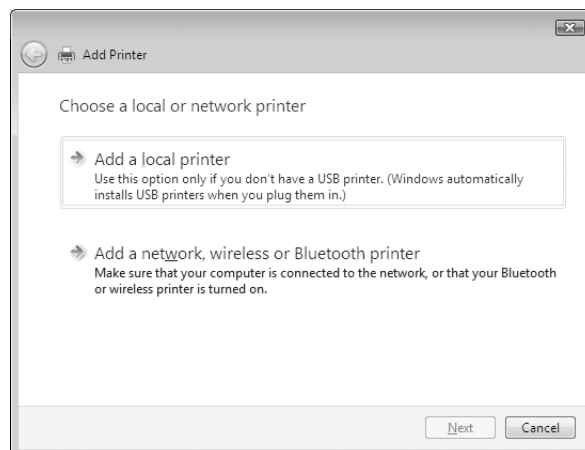 Add Printer
Choose a local or network printer
Add a local printer
Use this option only if you don't have a USB printer. (Windows automatically
installs USB printers when you plug them in.)
Add a network, wireless or Bluetooth printer
Make sure that your computer is connected to the network, or that your Bluetooth
or wireless printer is turned on.
Next Cancel